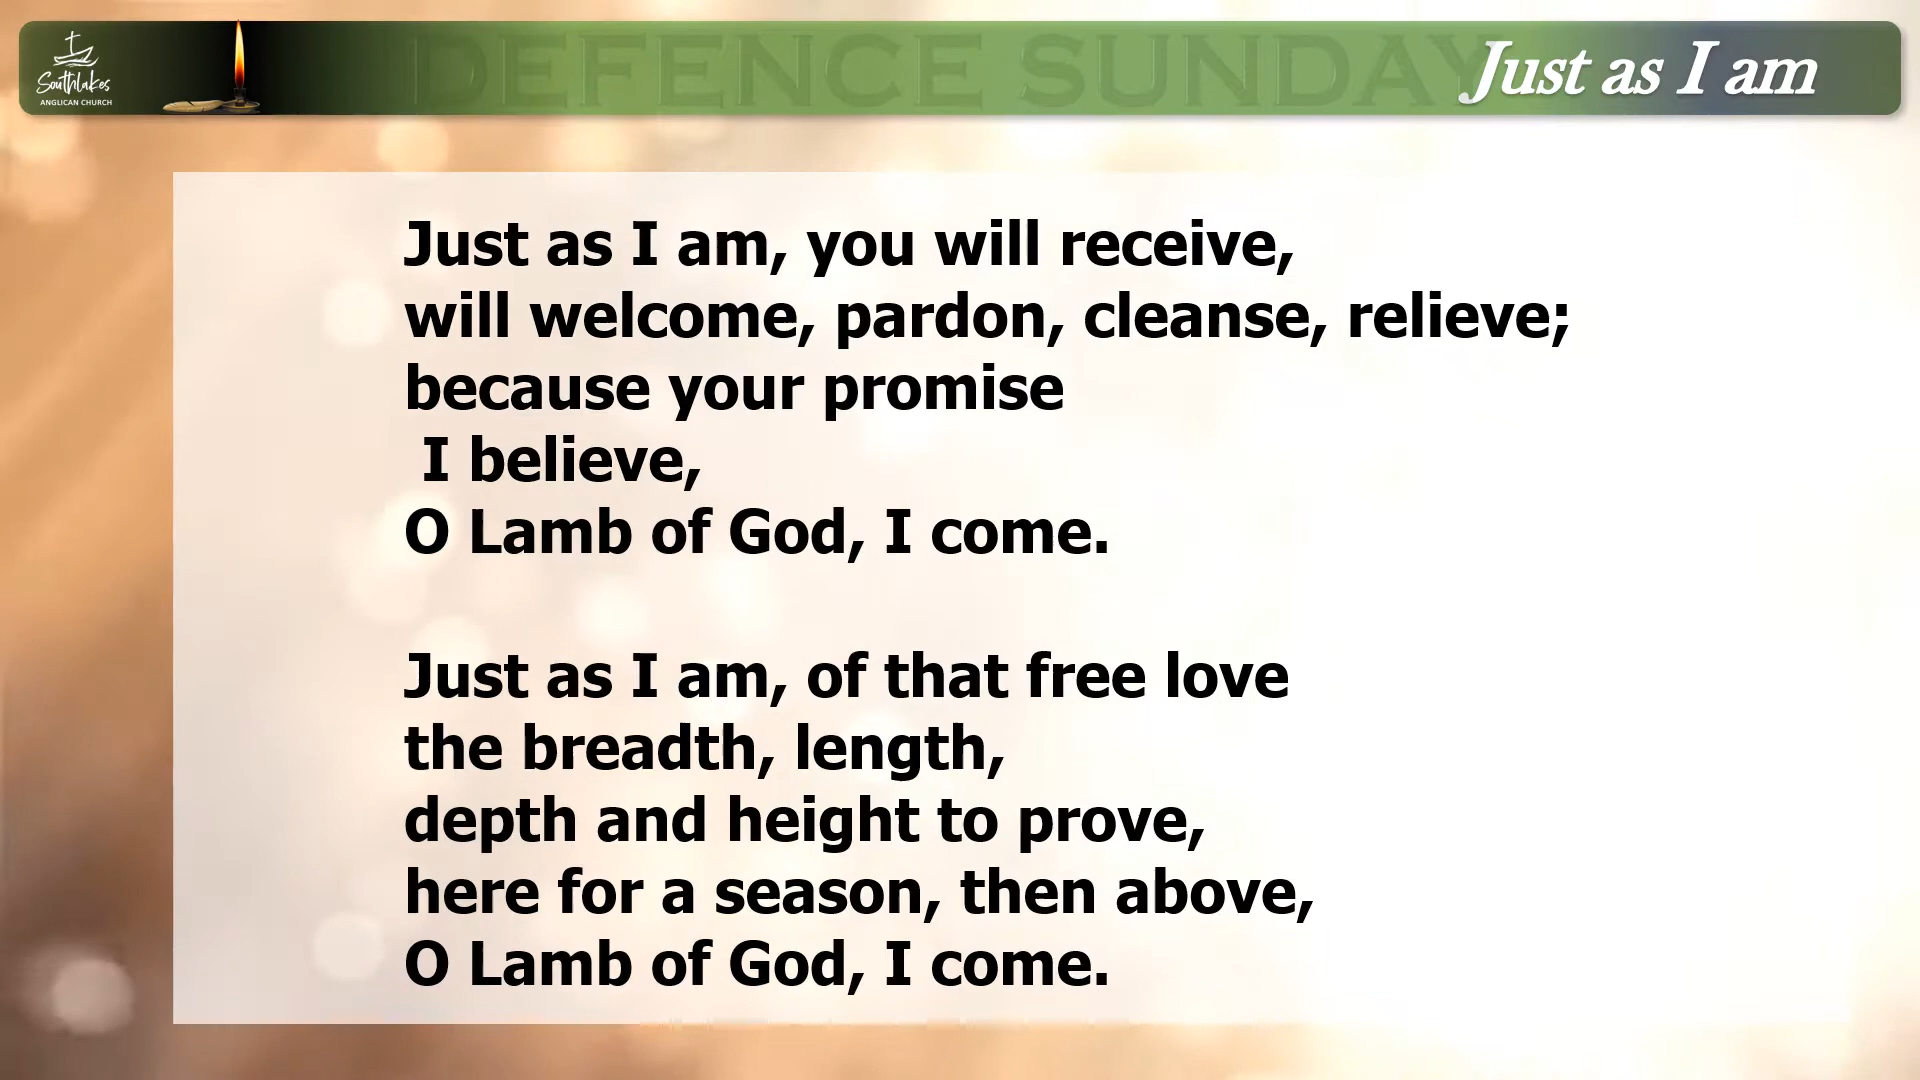 Southlakes
ANGLICAN CHURCH
DEFENCE SUNDAY
Just as I am
Just as I am, you will receive,
will welcome, pardon, cleanse, relieve;
because your promise
I believe,
O Lamb of God, I come.
Just as I am, of that free love
the breadth, length,
depth and height to prove,
here for a season, then above,
O Lamb of God, I come.